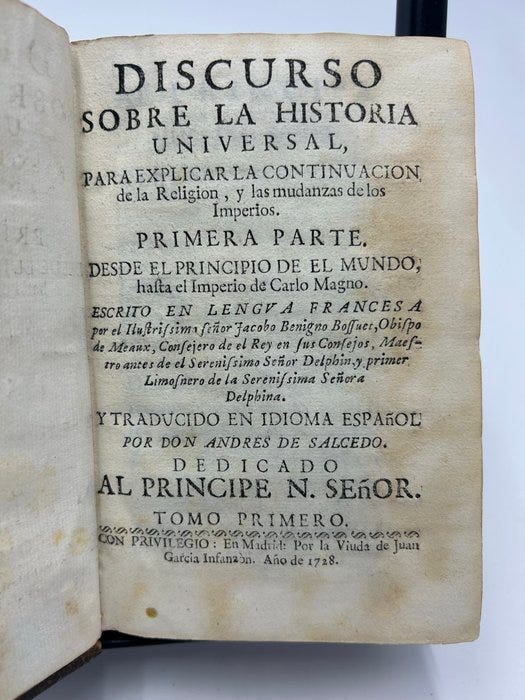 DISCURSO
SOBRE LA HISTORIA
UNIVERSAL,
PARA EXPLICAR LA CONTINUACION
de la Religion, y las mudanzas de los
Imperios.
PRIMERA PARTE.
DESDE EL PRINCIPIO DE EL MUNDO,
hasta el Imperio de Carlo Magno.
ESCRITO EN LENGVA FRANCESA
por el Ilustrissimo señor Jacobo Benigno Bossuet, Obispo
de Meaux, Consejero de el Rey en sus Consejos, Maes-
tro antes de el Serenissimo Señor Delphin, y primer
Limosnero de la Serenissima Señora
Delphina.
Y TRADUCIDO EN IDIOMA ESPAñOL
POR DON ANDRES DE SALCEDO.
DEDICADO
AL PRINCIPE N. SEñOR.
TOMO PRIMERO.
CON PRIVILEGIO: En Madrid: Por la Viuda de Juan
Garcia Infanzòn. Año de 1728.